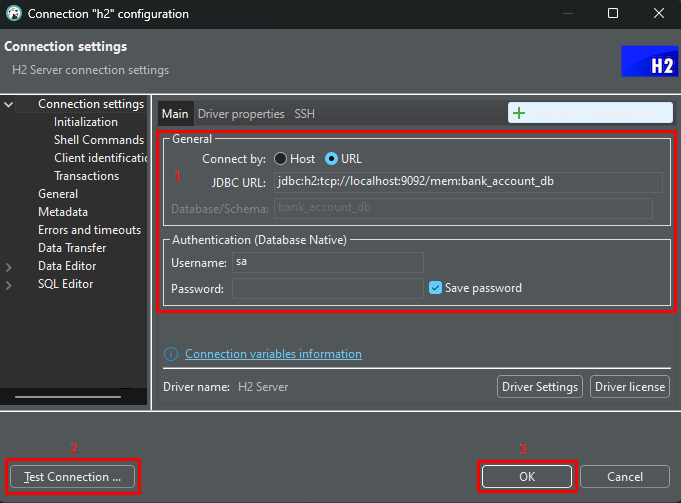 Connection "h2" configuration
Connection settings
H2 Server connection settings
H2
Connection settings
Initialization
Shell Commands
Client identificatio
Transactions
General
Metadata
Errors and timeouts
Data Transfer
Data Editor
SQL Editor
Main Driver properties SSH
General
Connect by: Host URL
1
JDBC URL: jdbc:h2:tcp://localhost:9092/mem:bank_account_db
Database/Schema: bank_account_db
Authentication (Database Native)
Username: sa
Password: Save password
Connection variables information
Driver name: H2 Server Driver Settings Driver license
2 3
Test Connection ... OK Cancel